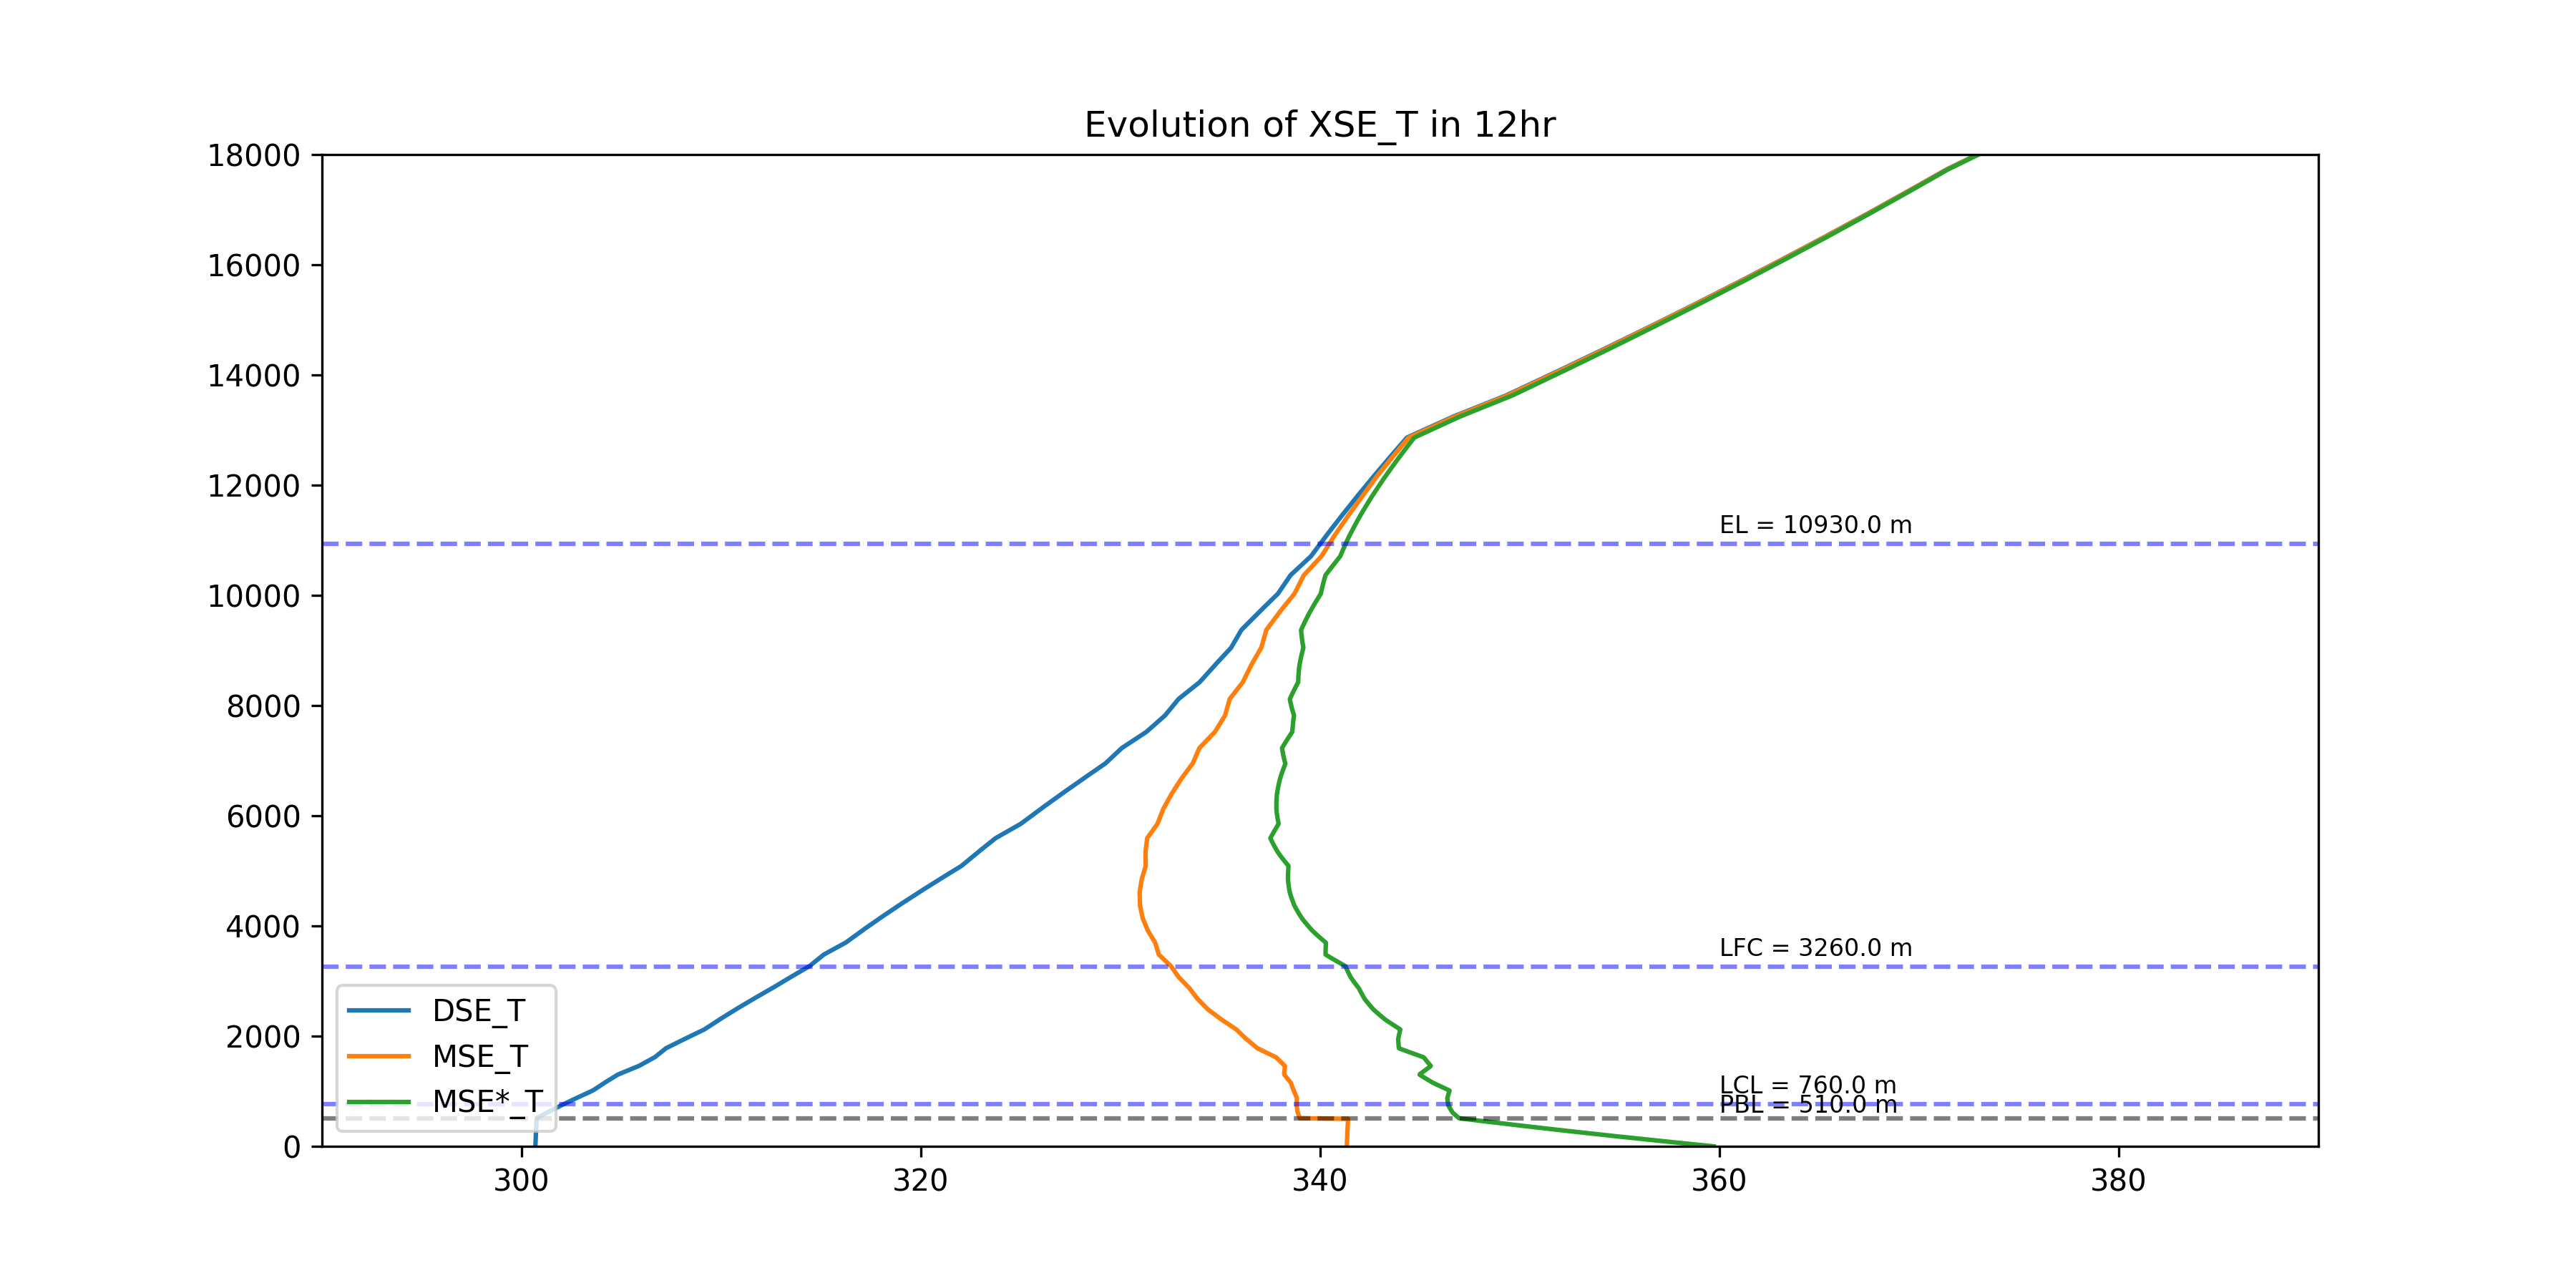 Evolution of XSE_T in 12hr
18000
16000
14000
12000
10000
8000
6000
4000
2000
0
EL = 10930.0 m
LFC = 3260.0 m
LCL = 760.0 m
PBL = 510.0 m
DSE_T
MSE_T
MSE*_T
300 320 340 360 380